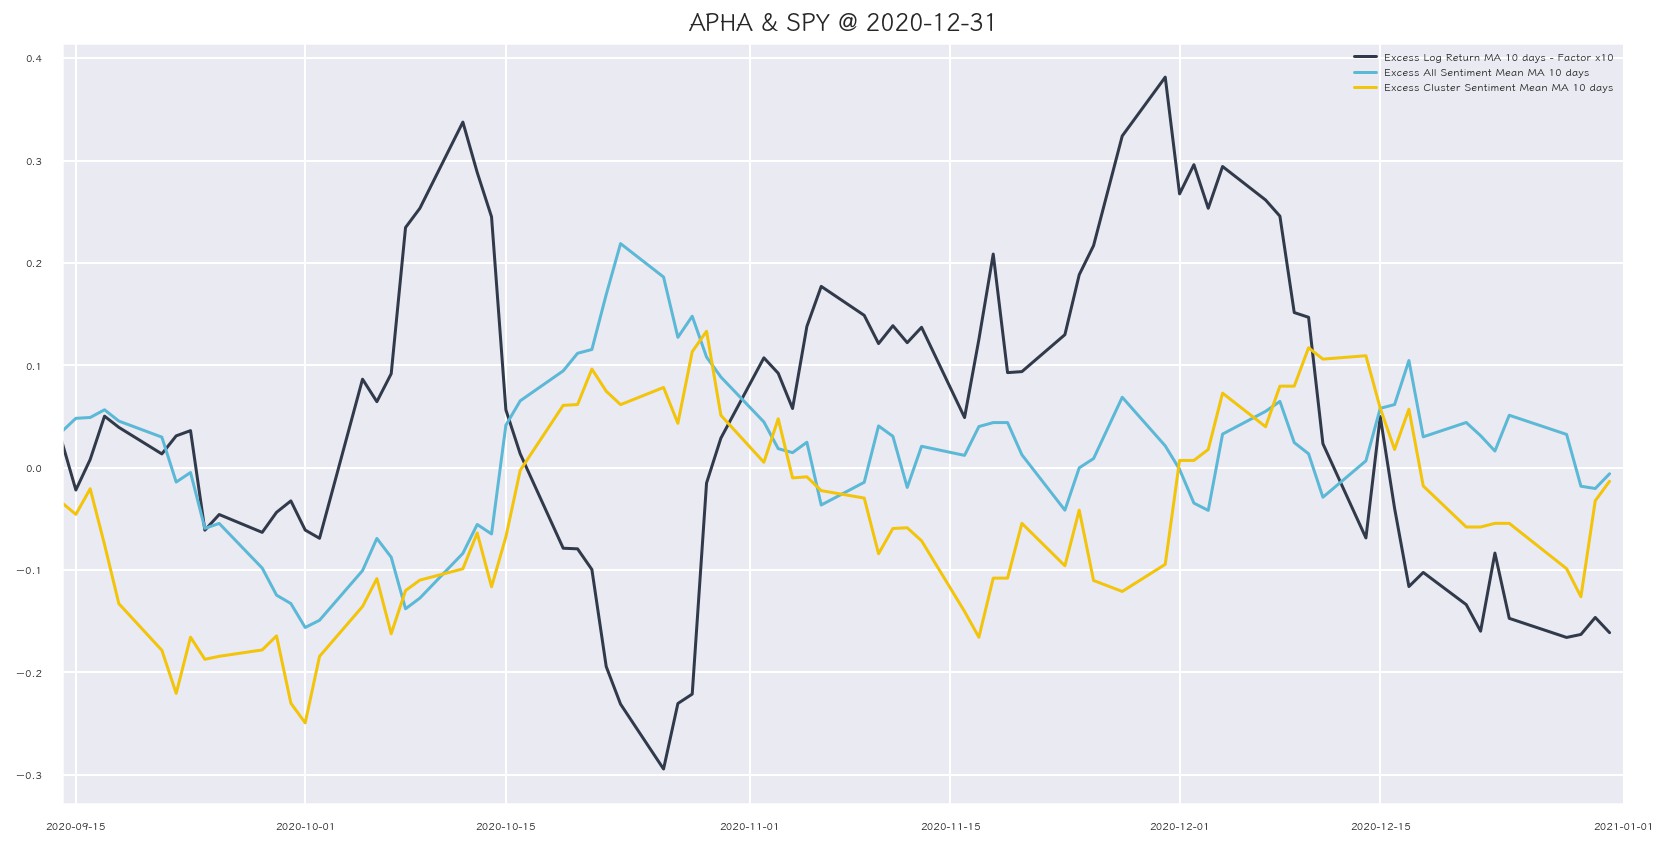 APHA & SPY @ 2020-12-31
Excess Log Return MA 10 days - Factor x10
Excess All Sentiment Mean MA 10 days
Excess Cluster Sentiment Mean MA 10 days
0.4
0.3
0.2
0.1
0.0
−0.1
−0.2
−0.3
2020-09-15 2020-10-01 2020-10-15 2020-11-01 2020-11-15 2020-12-01 2020-12-15 2021-01-01